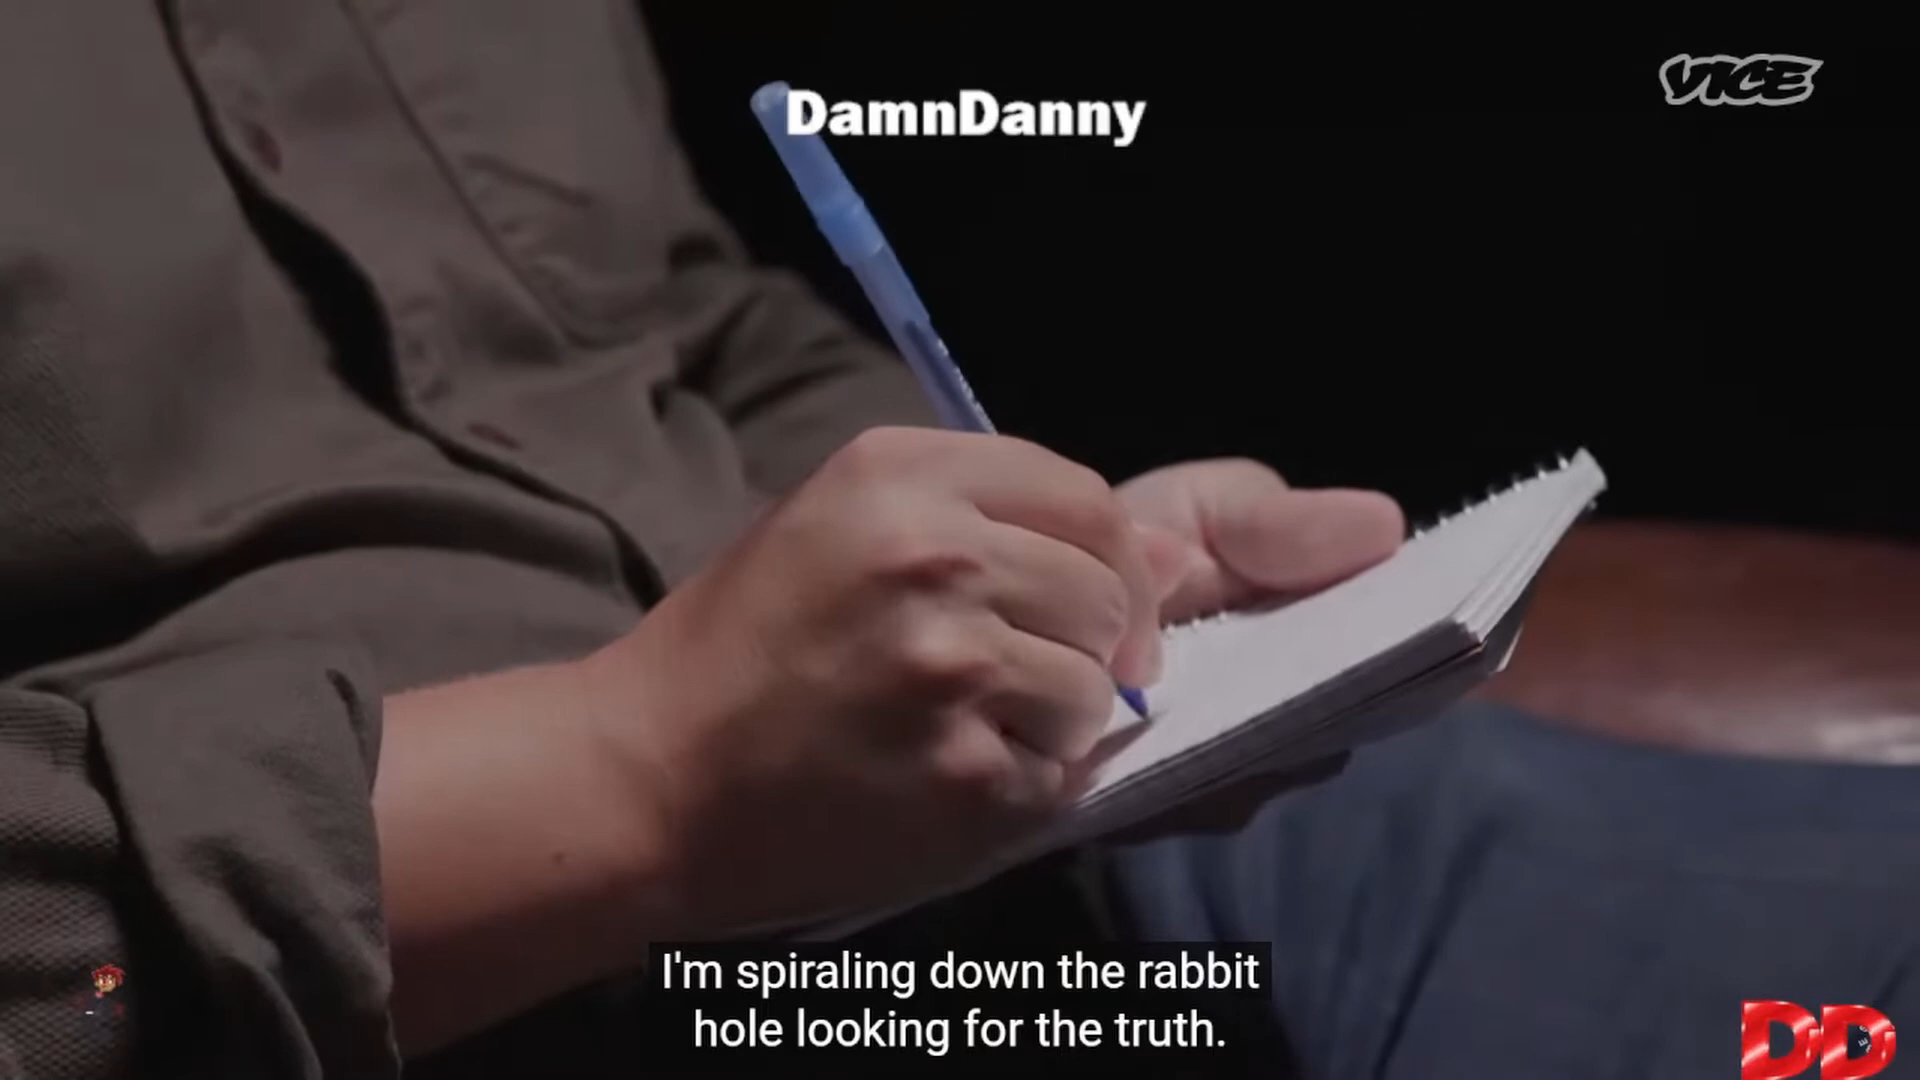 VICE
DamnDanny
I'm spiraling down the rabbit
hole looking for the truth.
DD